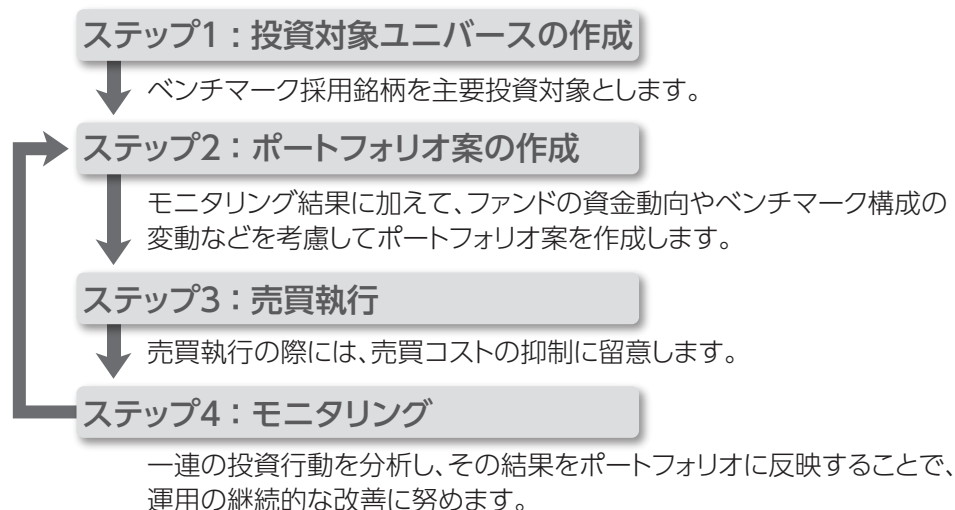 ステップ1：投資対象ユニバースの作成
ベンチマーク採用銘柄を主要投資対象とします。
ステップ2：ポートフォリオ案の作成
モニタリング結果に加えて、ファンドの資金動向やベンチマーク構成の
変動などを考慮してポートフォリオ案を作成します。
ステップ3：売買執行
売買執行の際には、売買コストの抑制に留意します。
ステップ4：モニタリング
一連の投資行動を分析し、その結果をポートフォリオに反映することで、
運用の継続的な改善に努めます。